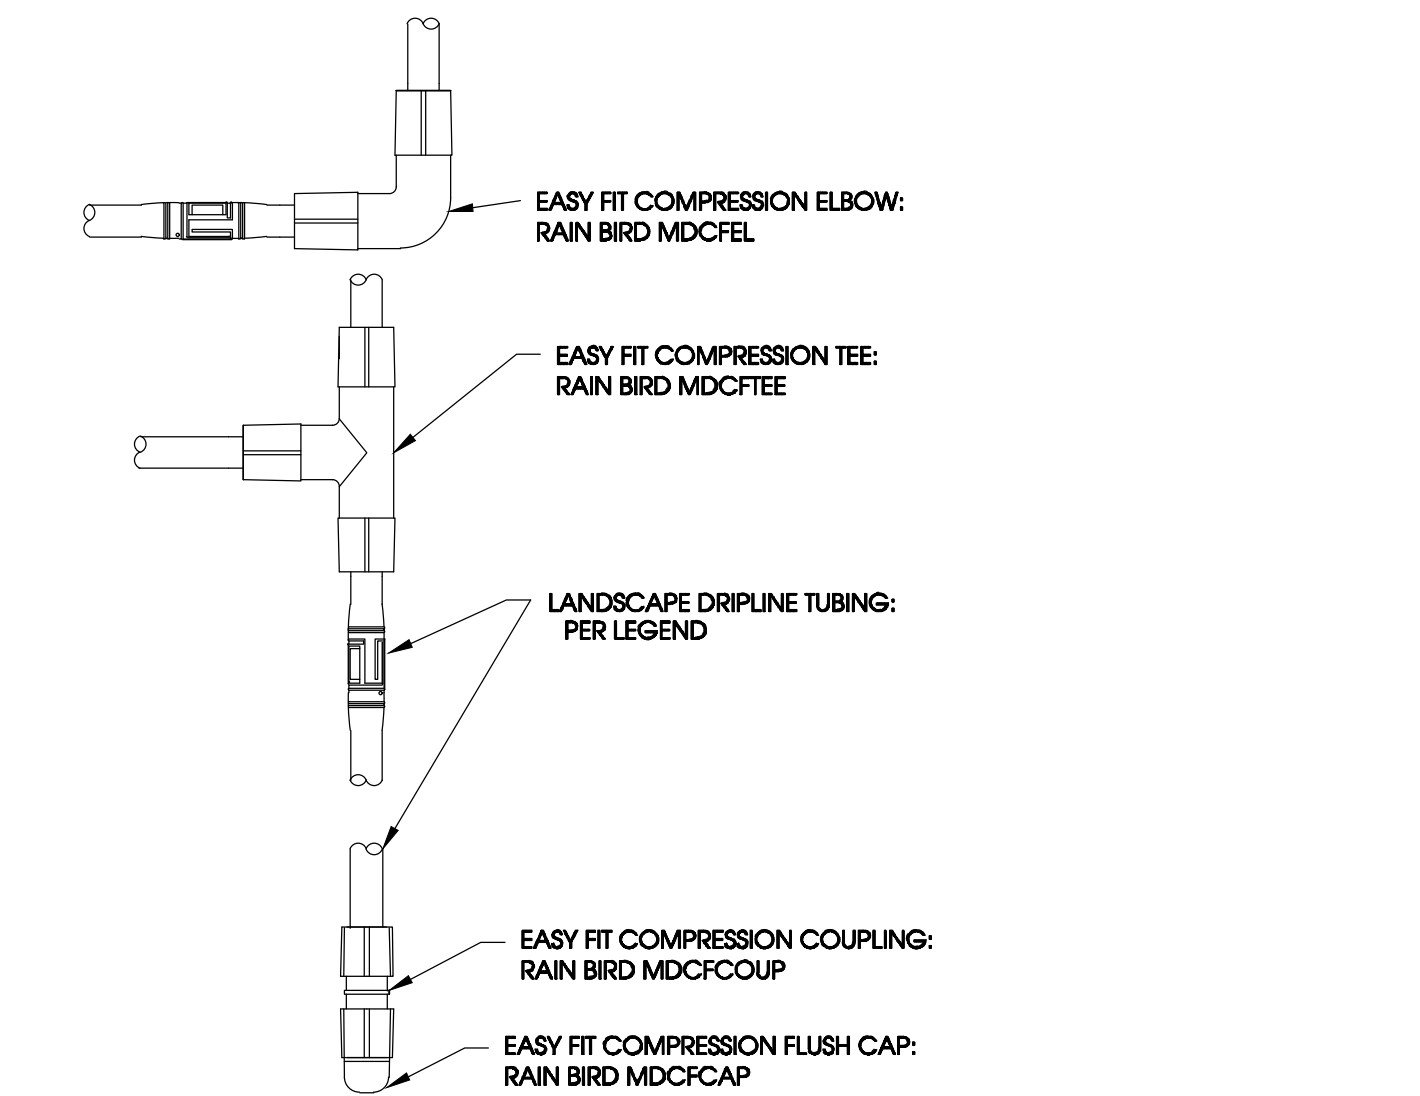 EASY FIT COMPRESSION ELBOW:
RAIN BIRD MDCFEL
EASY FIT COMPRESSION TEE:
RAIN BIRD MDCFTEE
LANDSCAPE DRIPLINE TUBING:
PER LEGEND
EASY FIT COMPRESSION COUPLING:
RAIN BIRD MDCFCOUP
EASY FIT COMPRESSION FLUSH CAP:
RAIN BIRD MDCFCAP